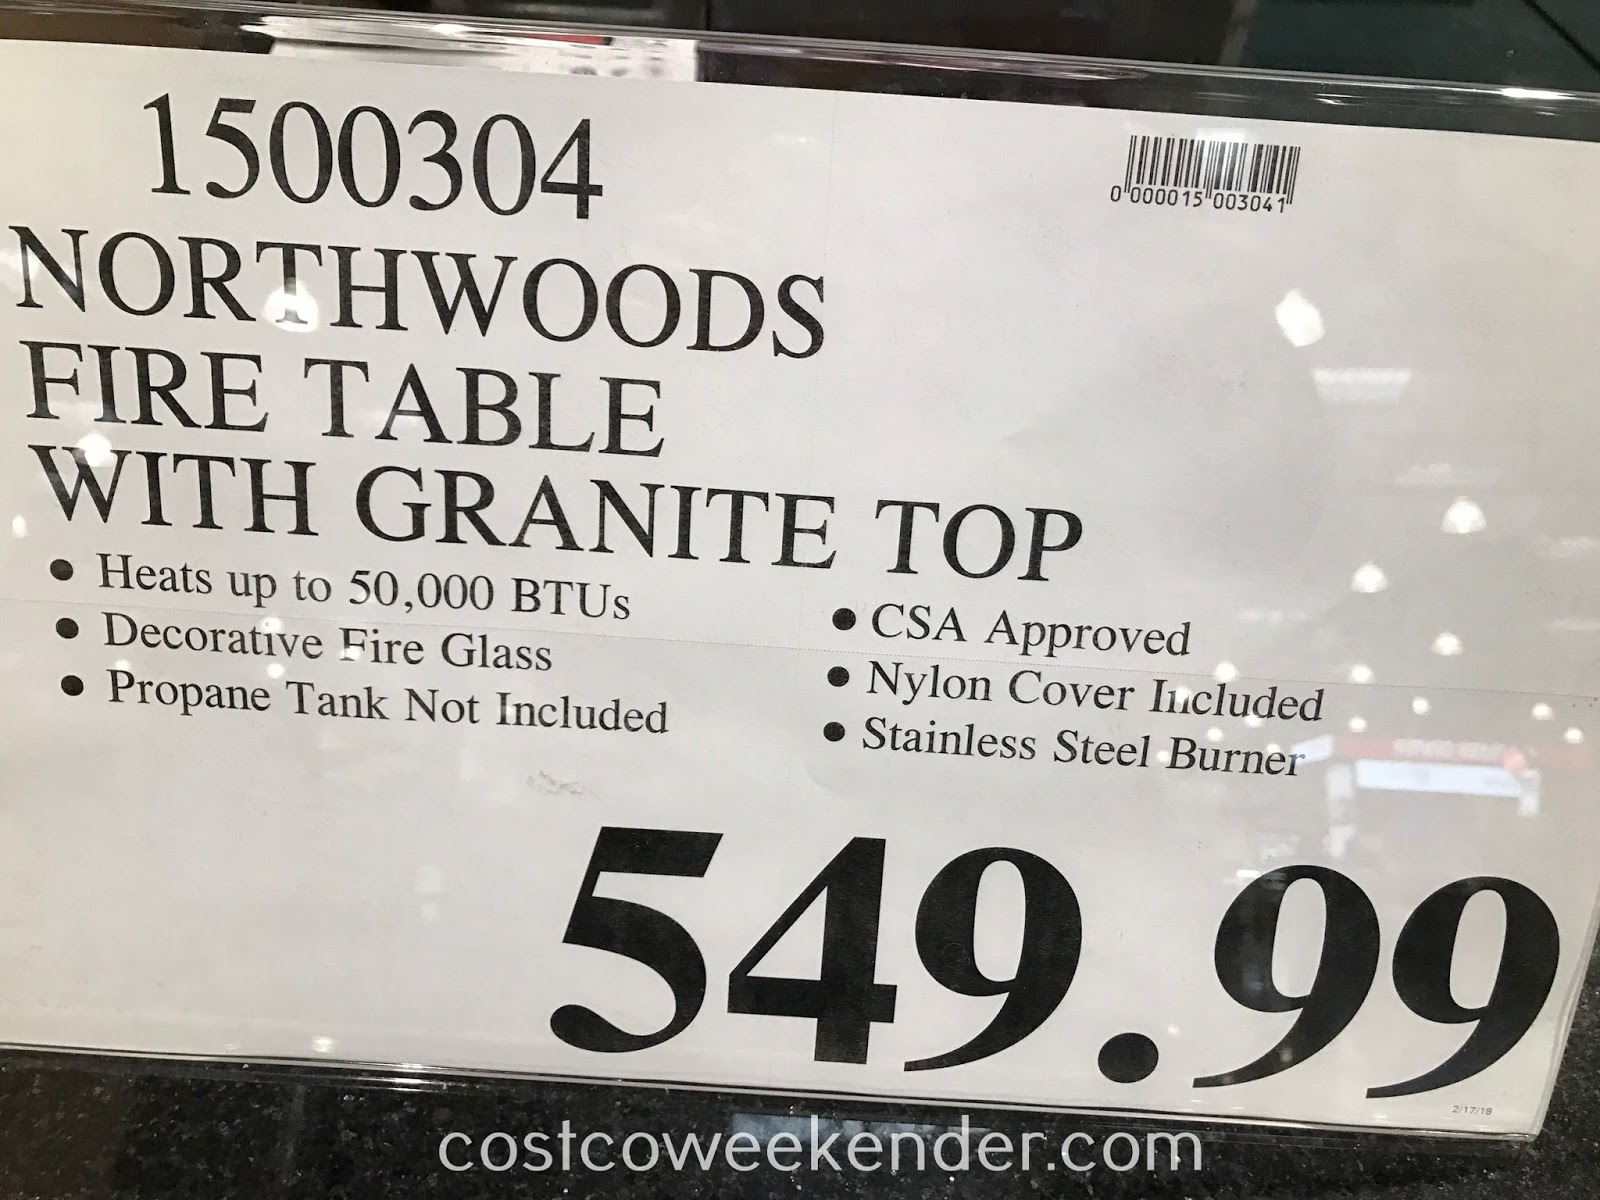 1500304
0 000015 003041
NORTHWOODS
FIRE TABLE
WITH GRANITE TOP
• Heats up to 50,000 BTUs
• Decorative Fire Glass
• Propane Tank Not Included
• CSA Approved
• Nylon Cover Included
• Stainless Steel Burner
549.99
2/17/18
costcoweekender.com